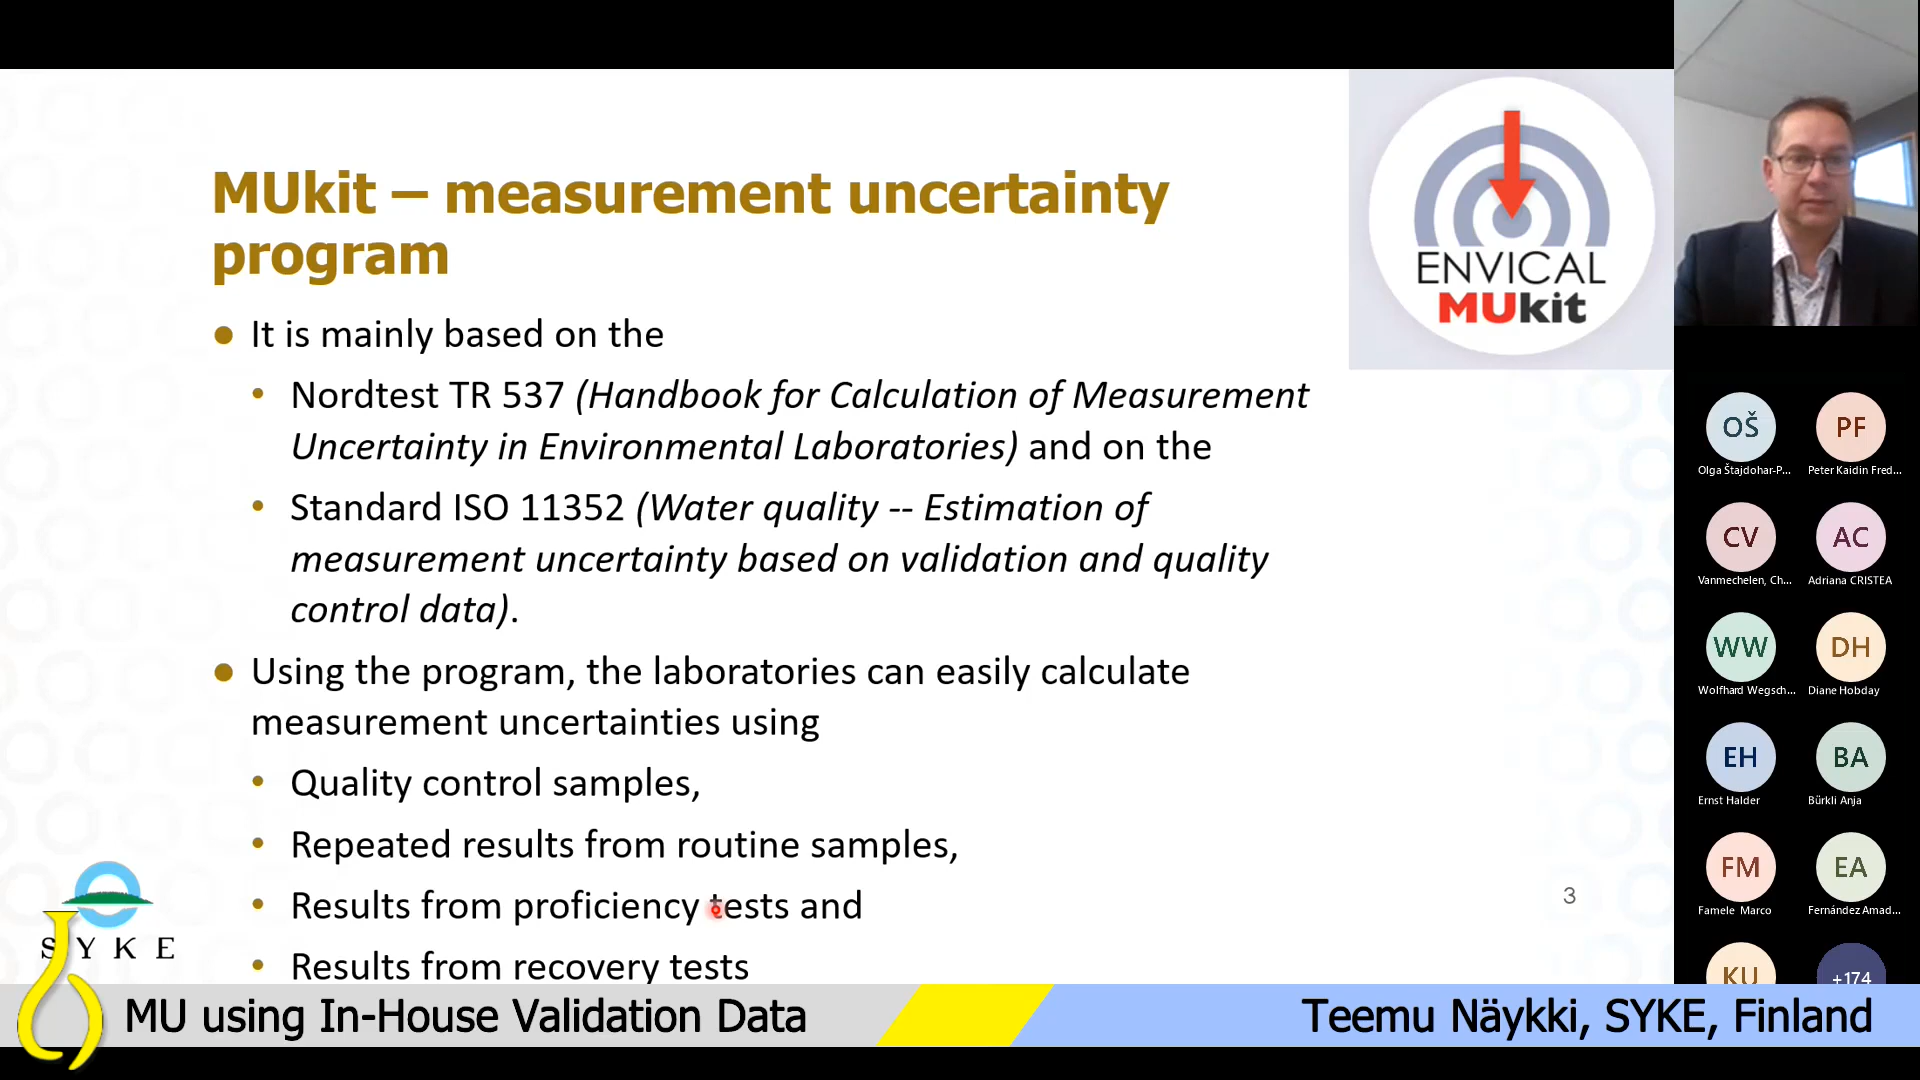 MUkit – measurement uncertainty
program
● It is mainly based on the
• Nordtest TR 537 (Handbook for Calculation of Measurement
Uncertainty in Environmental Laboratories) and on the
• Standard ISO 11352 (Water quality -- Estimation of
measurement uncertainty based on validation and quality
control data).
● Using the program, the laboratories can easily calculate
measurement uncertainties using
• Quality control samples,
• Repeated results from routine samples,
• Results from proficiency tests and
• Results from recovery tests
ENVICAL
MUkit
3
SYKE
MU using In-House Validation Data
Teemu Näykki, SYKE, Finland
OŠ
Olga Štajdohar-P...
PF
Peter Kaidin Fred...
CV
Vanmechelen, Ch...
AC
Adriana CRISTEA
WW
Wolfhard Wegsch...
DH
Diane Hobday
EH
Ernst Halder
BA
Bürkli Anja
FM
Famele Marco
EA
Fernández Amad...
KU
+174